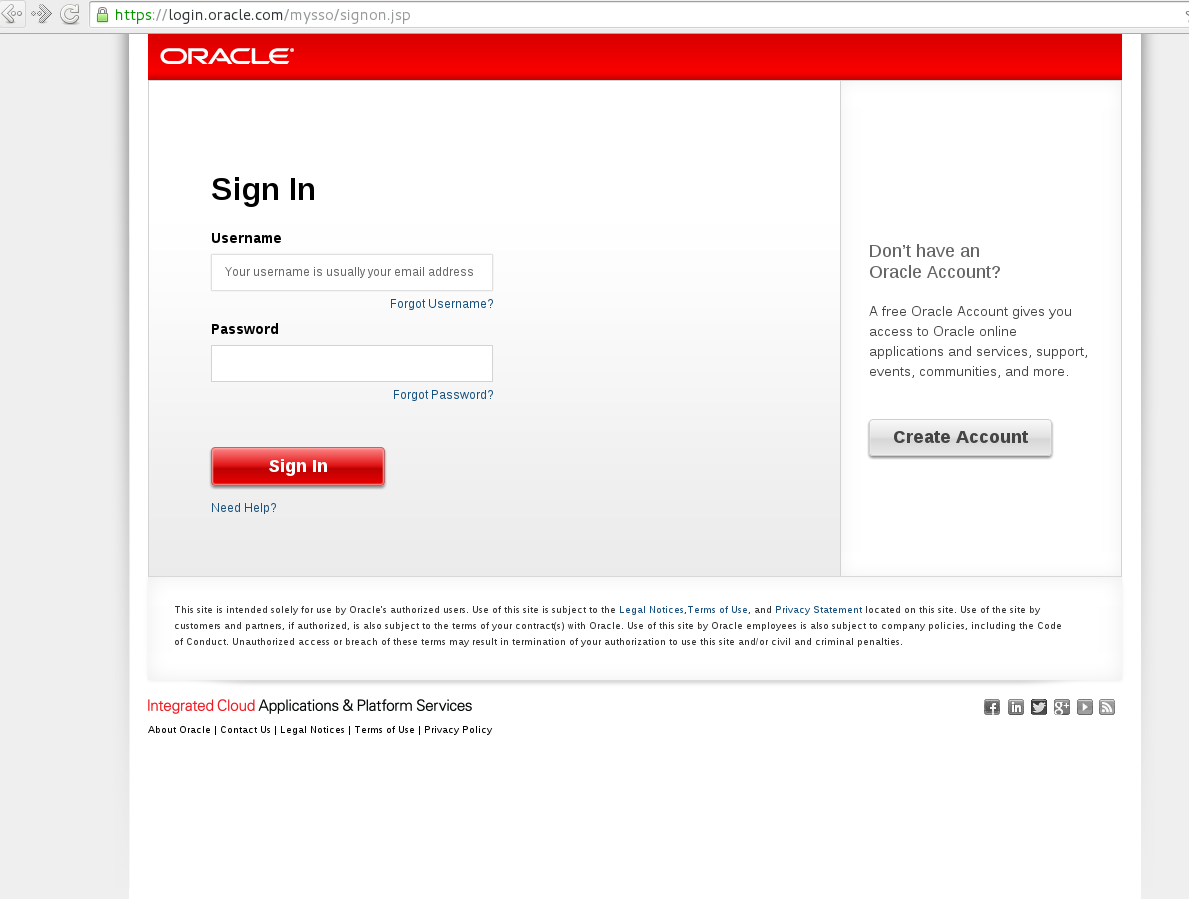 https://login.oracle.com/mysso/signon.jsp
ORACLE®
Sign In
Username
Your username is usually your email address
Forgot Username?
Password
Forgot Password?
Sign In
Need Help?
Don't have an
Oracle Account?
A free Oracle Account gives you
access to Oracle online
applications and services, support,
events, communities, and more.
Create Account
This site is intended solely for use by Oracle's authorized users. Use of this site is subject to the Legal Notices,Terms of Use, and Privacy Statement located on this site. Use of the site by
customers and partners, if authorized, is also subject to the terms of your contract(s) with Oracle. Use of this site by Oracle employees is also subject to company policies, including the Code
of Conduct. Unauthorized access or breach of these terms may result in termination of your authorization to use this site and/or civil and criminal penalties.
Integrated Cloud Applications & Platform Services
About Oracle | Contact Us | Legal Notices | Terms of Use | Privacy Policy